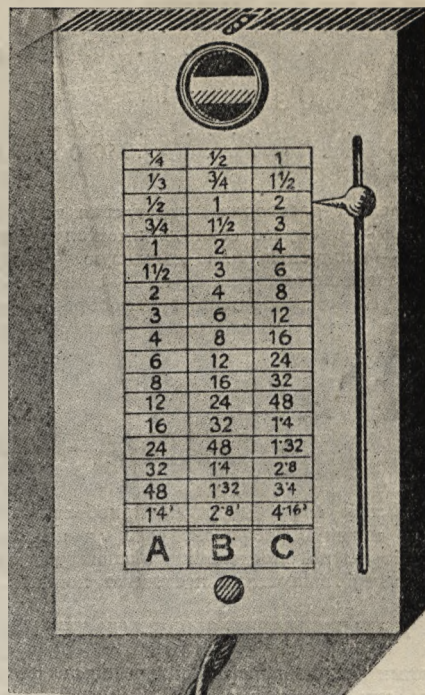 ¼ ½ 1
⅓ ¾ 1½
½ 1 2
¾ 1½ 3
1 2 4
1½ 3 6
2 4 8
3 6 12
4 8 16
6 12 24
8 16 32
12 24 48
16 32 1'4
24 48 1'32
32 1'4 2'8
48 1'32 3'4
1'4' 2'8' 4'16'
A B C